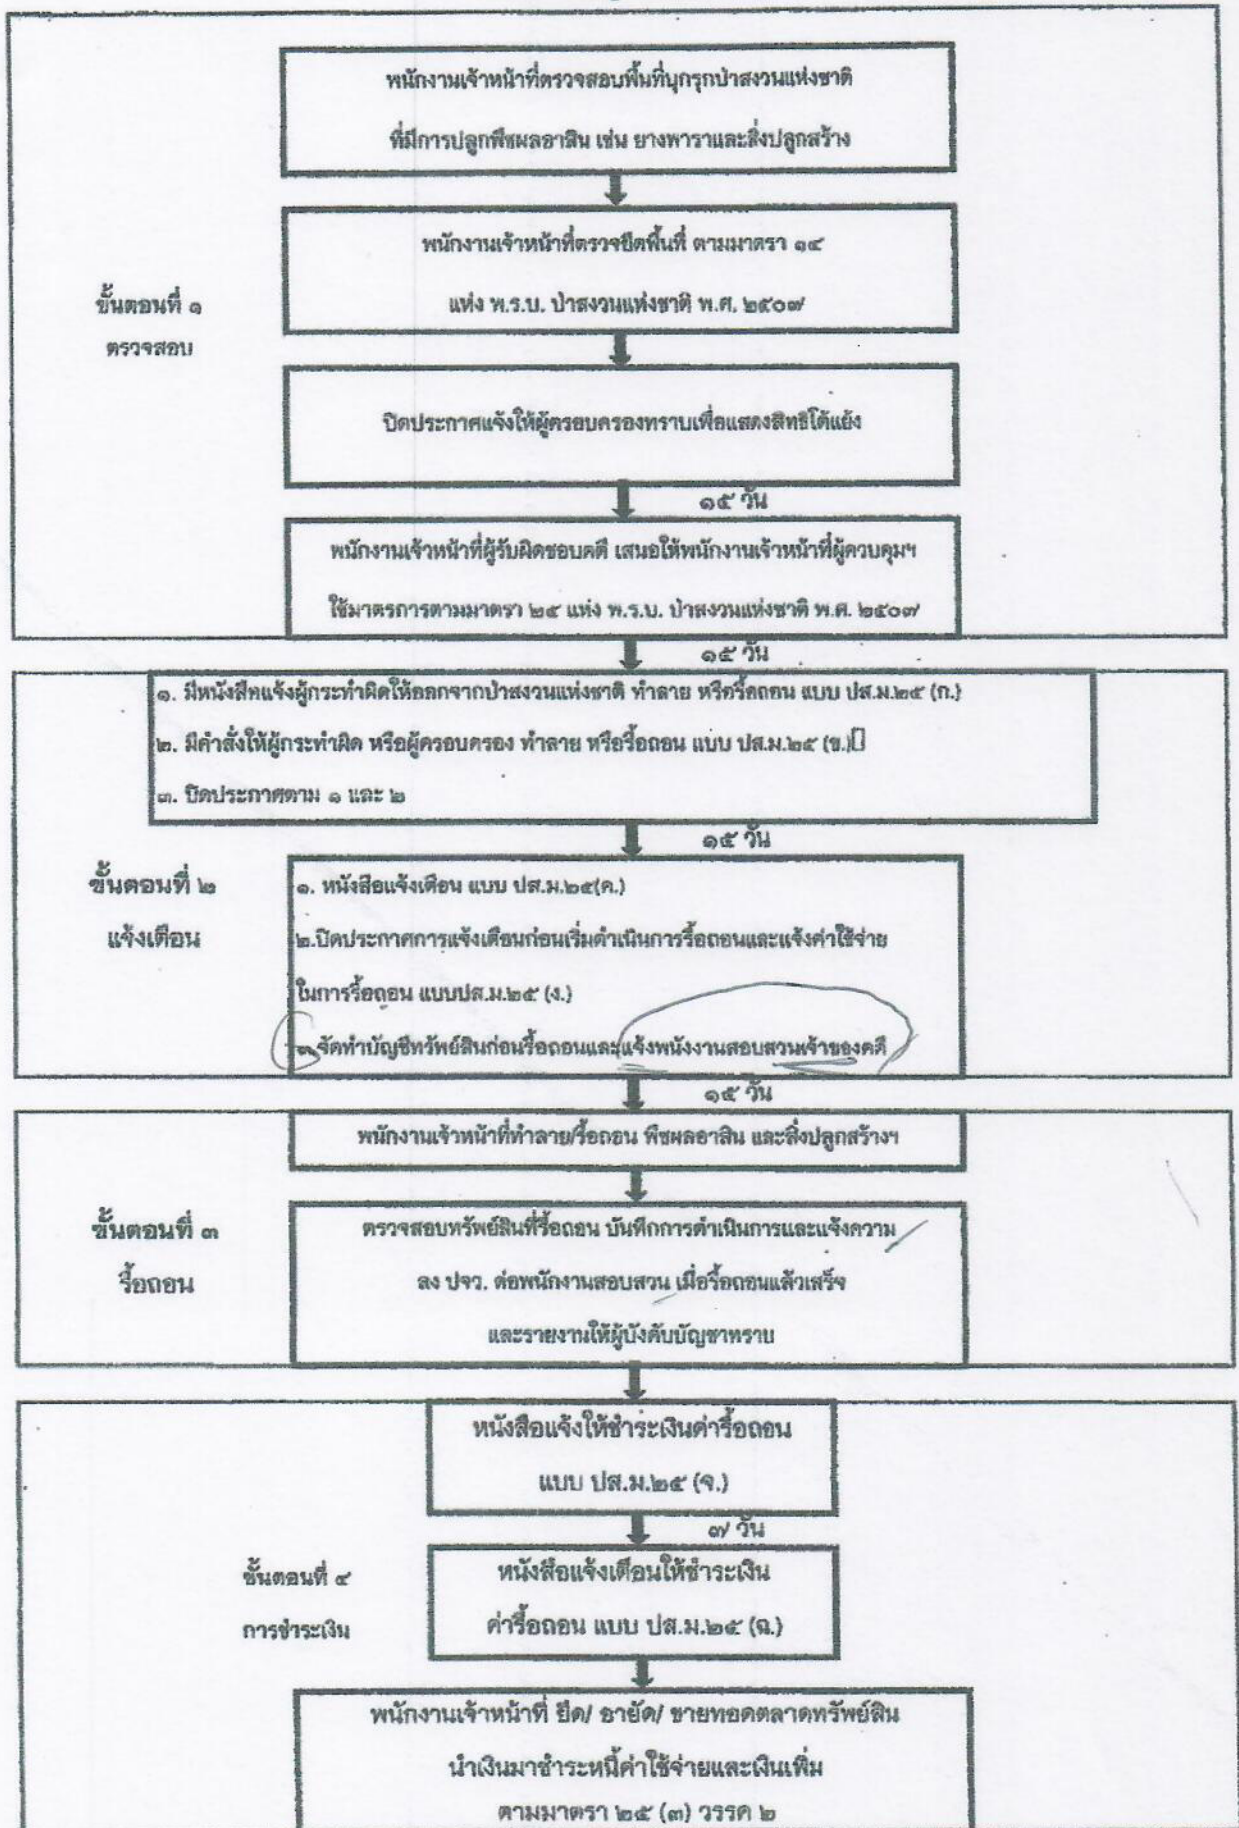 พนักงานเจ้าหน้าที่ตรวจสอบพื้นที่บุกรุกป่าสงวนแห่งชาติ
ที่มีการปลูกพืชผลอาสิน เช่น ยางพาราและสิ่งปลูกสร้าง
พนักงานเจ้าหน้าที่ตรวจยึดพื้นที่ ตามมาตรา ๑๔
แห่ง พ.ร.บ. ป่าสงวนแห่งชาติ พ.ศ. ๒๕๐๗
ขั้นตอนที่ ๑
ตรวจสอบ
ปิดประกาศแจ้งให้ผู้ครอบครองทราบเพื่อแสดงสิทธิโต้แย้ง
๑๕ วัน
พนักงานเจ้าหน้าที่ผู้รับผิดชอบคดี เสนอให้พนักงานเจ้าหน้าที่ผู้ควบคุมฯ
ใช้มาตรการตามมาตรา ๒๕ แห่ง พ.ร.บ. ป่าสงวนแห่งชาติ พ.ศ. ๒๕๐๗
๑๕ วัน
๑. มีหนังสือแจ้งผู้กระทำผิดให้ออกจากป่าสงวนแห่งชาติ ทำลาย หรือรื้อถอน แบบ ปส.ม.๒๕ (ก.)
๒. มีคำสั่งให้ผู้กระทำผิด หรือผู้ครอบครอง ทำลาย หรือรื้อถอน แบบ ปส.ม.๒๕ (ข.)
๓. ปิดประกาศตาม ๑ และ ๒
๑๕ วัน
ขั้นตอนที่ ๒
แจ้งเตือน
๑. หนังสือแจ้งเตือน แบบ ปส.ม.๒๕(ค.)
๒.ปิดประกาศการแจ้งเตือนก่อนเริ่มดำเนินการรื้อถอนและแจ้งค่าใช้จ่าย
ในการรื้อถอน แบบปส.ม.๒๕ (ง.)
๓.จัดทำบัญชีทรัพย์สินก่อนรื้อถอนและแจ้งพนังงานสอบสวนเจ้าของคดี
๑๕ วัน
พนักงานเจ้าหน้าที่ทำลาย/รื้อถอน พืชผลอาสิน และสิ่งปลูกสร้างฯ
ขั้นตอนที่ ๓
รื้อถอน
ตรวจสอบทรัพย์สินที่รื้อถอน บันทึกการดำเนินการและแจ้งความ
ลง ปจว. ต่อพนักงานสอบสวน เมื่อรื้อถอนแล้วเสร็จ
และรายงานให้ผู้บังคับบัญชาทราบ
หนังสือแจ้งให้ชำระเงินค่ารื้อถอน
แบบ ปส.ม.๒๕ (จ.)
๗ วัน
ขั้นตอนที่ ๔
การชำระเงิน
หนังสือแจ้งเตือนให้ชำระเงิน
ค่ารื้อถอน แบบ ปส.ม.๒๕ (ฉ.)
พนักงานเจ้าหน้าที่ ยึด/ อายัด/ ขายทอดตลาดทรัพย์สิน
นำเงินมาชำระหนี้ค่าใช้จ่ายและเงินเพิ่ม
ตามมาตรา ๒๕ (๓) วรรค ๒